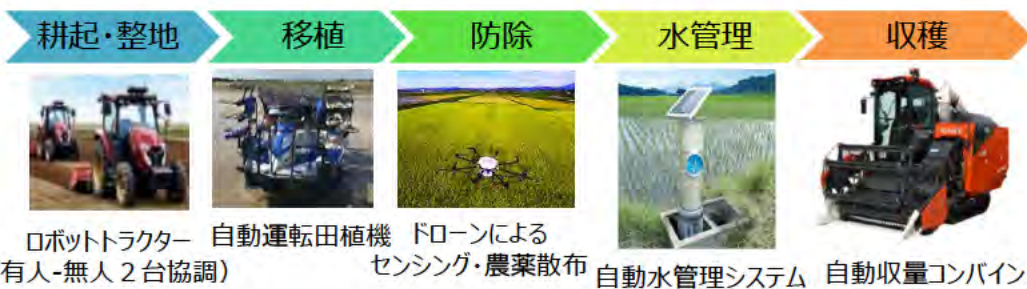 耕起・整地
移植
防除
水管理
収穫
ロボットトラクター
有人-無人２台協調）
自動運転田植機
ドローンによる
センシング・農薬散布
自動水管理システム
自動収量コンバイン